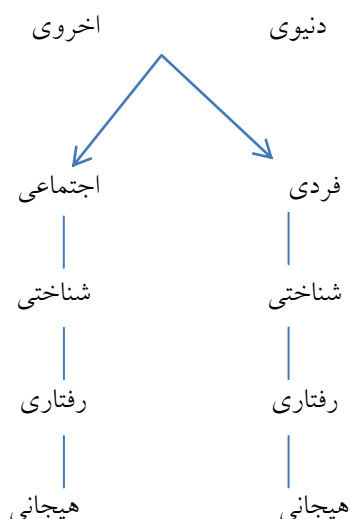 دنیوی اخروی
فردی اجتماعی
شناختی شناختی
رفتاری رفتاری
هیجانی هیجانی